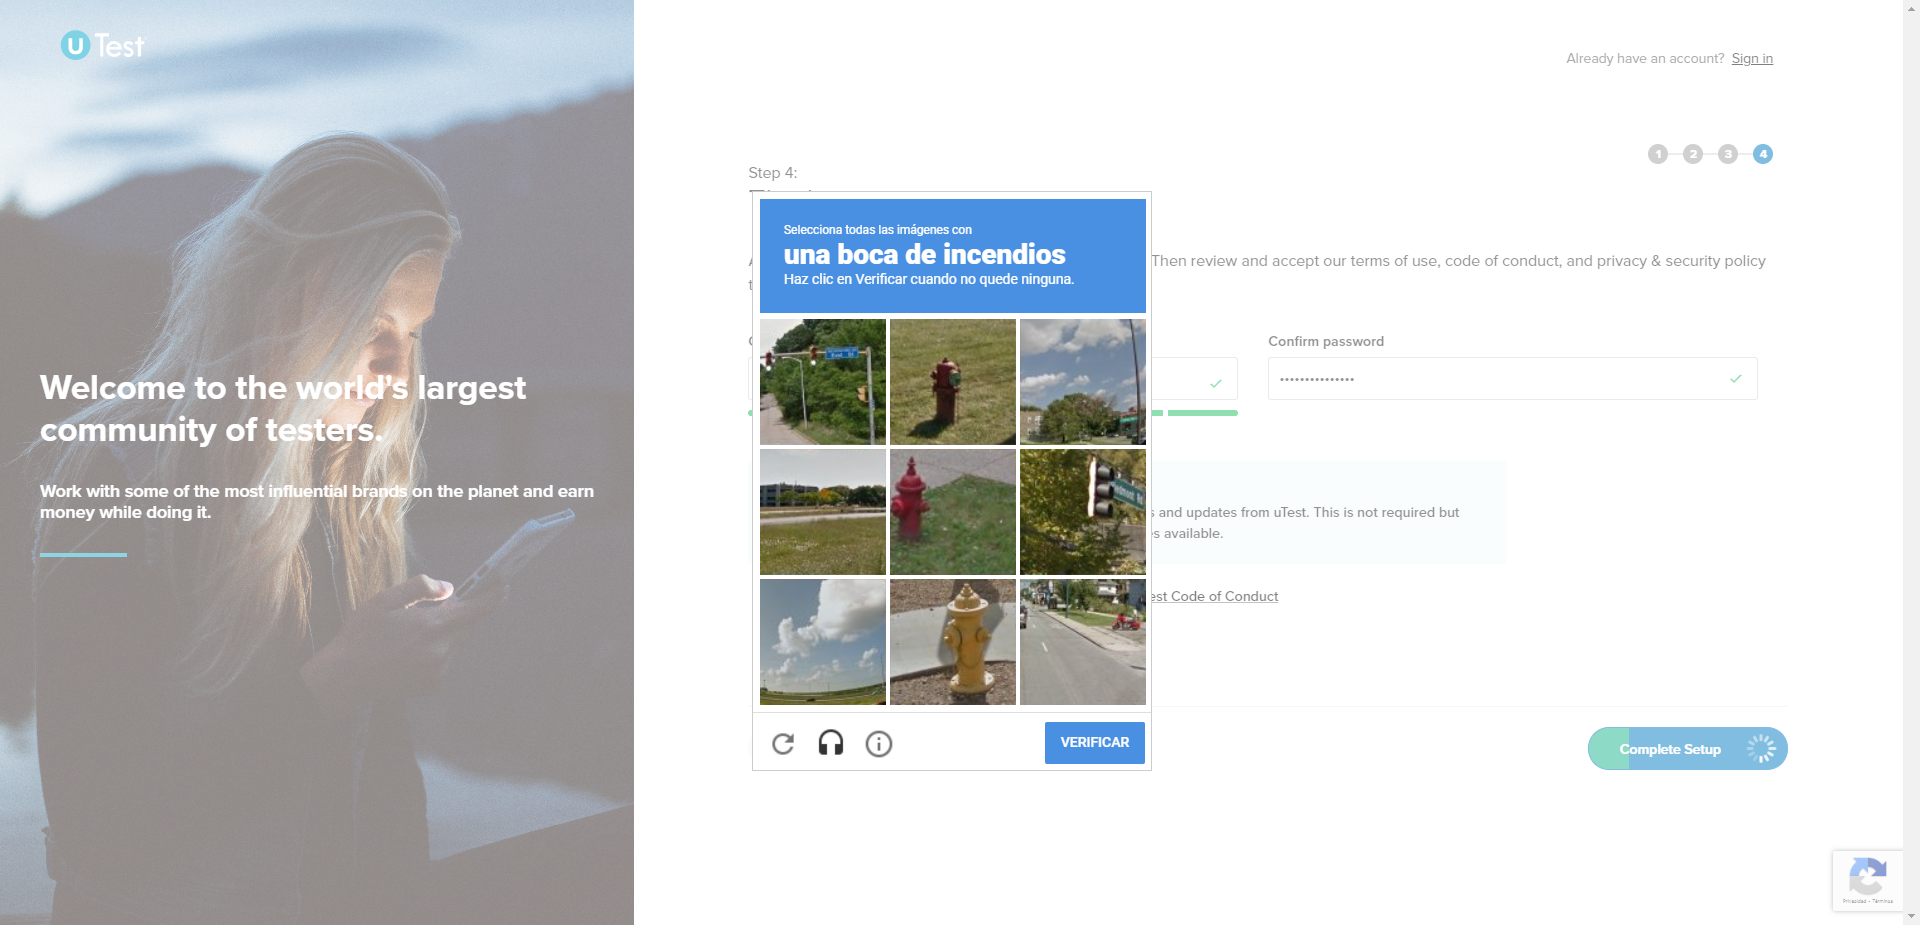 uTest
Already have an account? Sign in
1 2 3 4
Step 4:
Selecciona todas las imágenes con
una boca de incendios
Haz clic en Verificar cuando no quede ninguna.
Then review and accept our terms of use, code of conduct, and privacy & security policy
Confirm password
Welcome to the world's largest
community of testers.
Work with some of the most influential brands on the planet and earn
money while doing it.
and updates from uTest. This is not required but
available.
Code of Conduct
VERIFICAR
Complete Setup
Privacidad - Términos